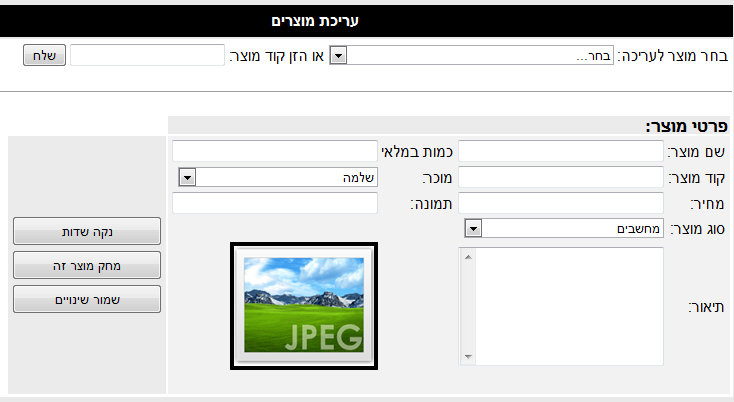 עריכת מוצרים
בחר מוצר לעריכה: בחר... או הזן קוד מוצר: שלח
פרטי מוצר:
שם מוצר: כמות במלאי
קוד מוצר: מוכר: שלמה
מחיר: תמונה:
סוג מוצר: מחשבים
תיאור:
JPEG
נקה שדות
מחק מוצר זה
שמור שינויים